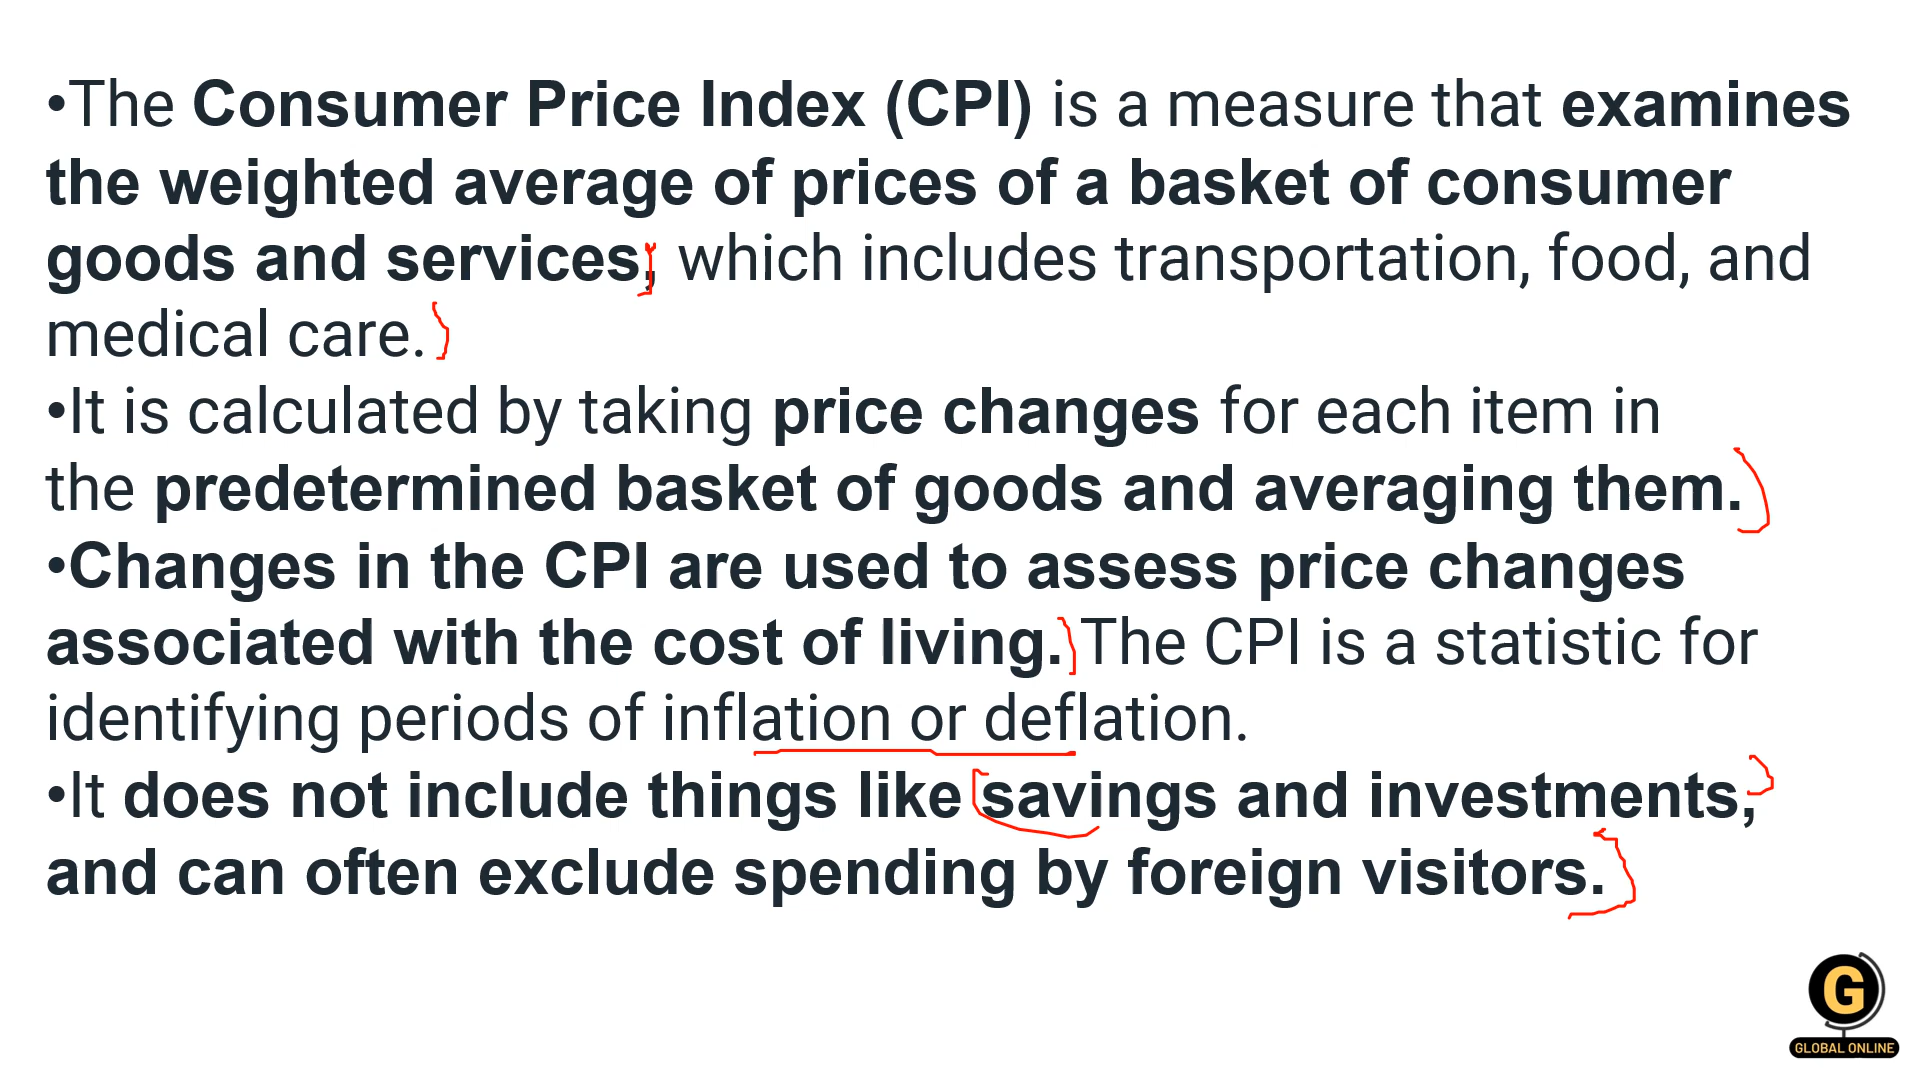 •The Consumer Price Index (CPI) is a measure that examines
the weighted average of prices of a basket of consumer
goods and services, which includes transportation, food, and
medical care.
•It is calculated by taking price changes for each item in
the predetermined basket of goods and averaging them.
•Changes in the CPI are used to assess price changes
associated with the cost of living. The CPI is a statistic for
identifying periods of inflation or deflation.
•It does not include things like savings and investments,
and can often exclude spending by foreign visitors.
G
GLOBAL ONLINE